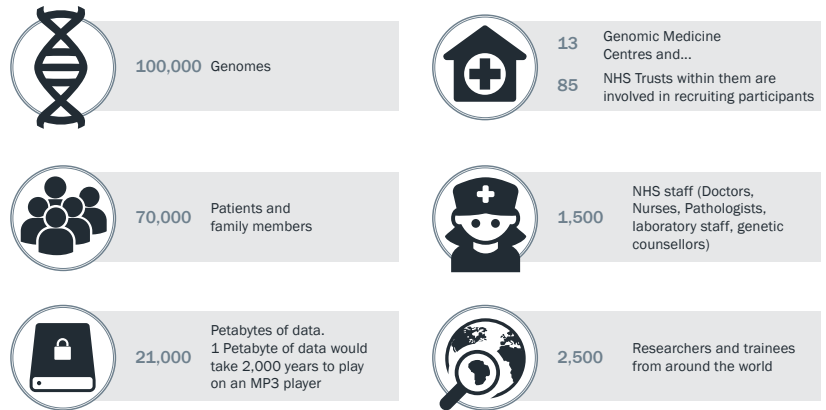 100,000 Genomes
13 Genomic Medicine
Centres and...
85 NHS Trusts within them are
involved in recruiting participants
70,000 Patients and
family members
1,500 NHS staff (Doctors,
Nurses, Pathologists,
laboratory staff, genetic
counsellors)
21,000 Petabytes of data.
1 Petabyte of data would
take 2,000 years to play
on an MP3 player
2,500 Researchers and trainees
from around the world